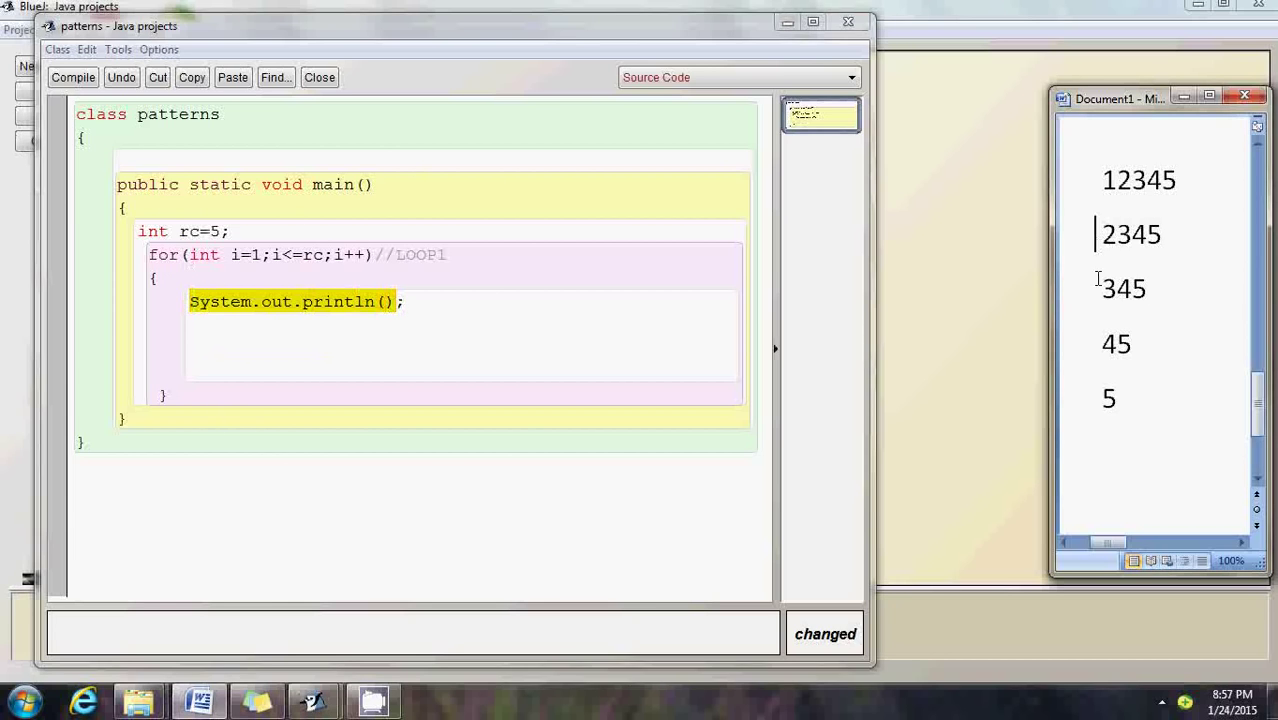 BlueJ: Java projects
Proje
Ne
patterns - Java projects
Class Edit Tools Options
Compile Undo Cut Copy Paste Find... Close
Source Code
class patterns
{
public static void main()
{
int rc=5;
for(int i=1;i<=rc;i++)//LOOP1
{
System.out.println();
}
}
}
changed
Document1 - Mi...
12345
2345
345
45
5
100%
8:57 PM
1/24/2015